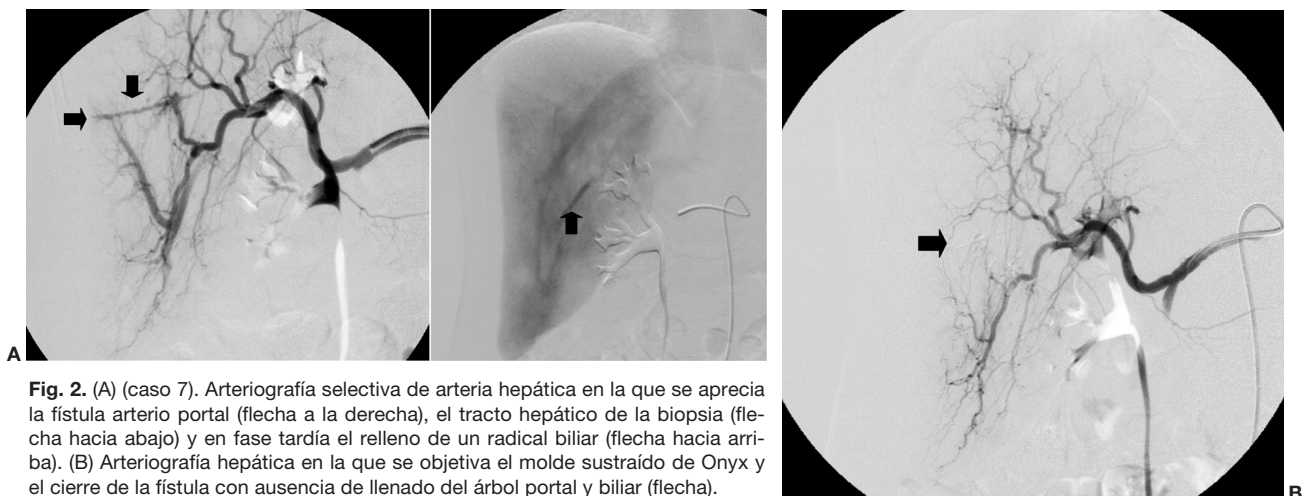 A
B
Fig. 2. (A) (caso 7). Arteriografía selectiva de arteria hepática en la que se aprecia
la fístula arterio portal (flecha a la derecha), el tracto hepático de la biopsia (fle-
cha hacia abajo) y en fase tardía el relleno de un radical biliar (flecha hacia arri-
ba). (B) Arteriografía hepática en la que se objetiva el molde sustraído de Onyx y
el cierre de la fístula con ausencia de llenado del árbol portal y biliar (flecha).